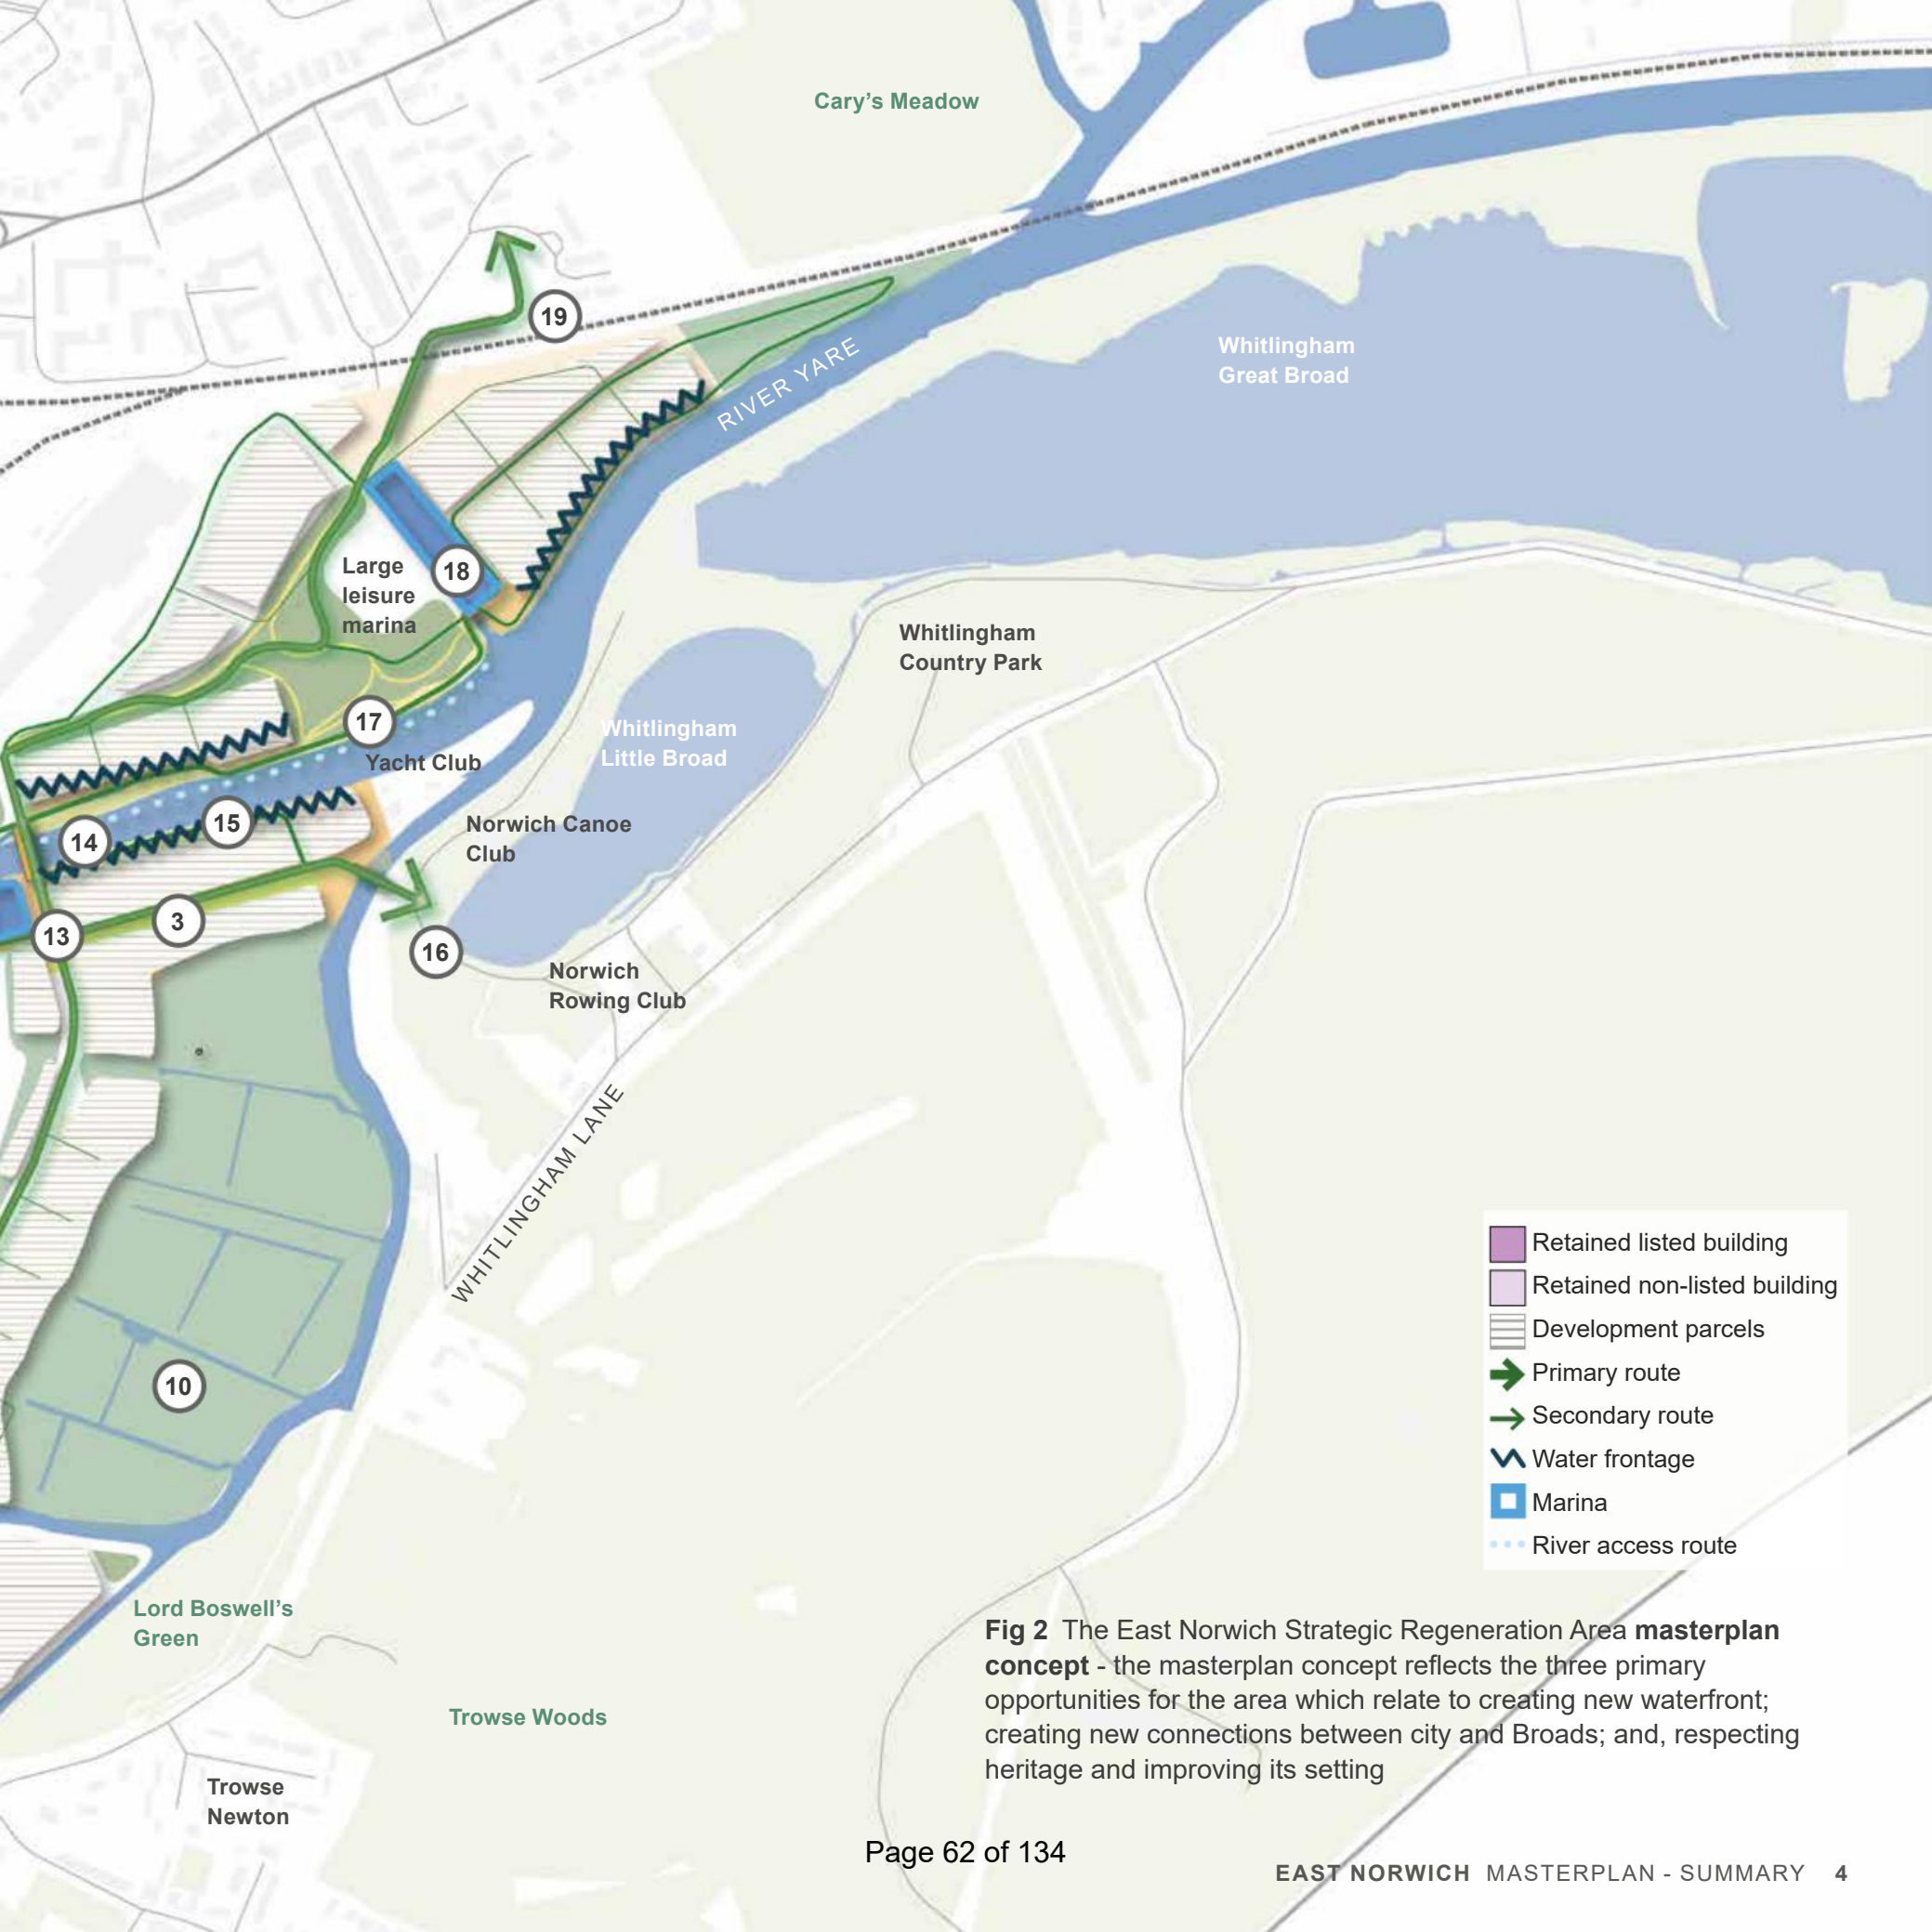 Cary’s Meadow
19
RIVER YARE
Whitlingham
Great Broad
Large
leisure
marina
18
Whitlingham
Country Park
17
Yacht Club
Whitlingham
Little Broad
15
14
Norwich Canoe
Club
3
13
16
Norwich
Rowing Club
WHITLINGHAM LANE
10
Retained listed building
Retained non-listed building
Development parcels
Primary route
Secondary route
Water frontage
Marina
River access route
Lord Boswell’s
Green
Trowse Woods
Trowse
Newton
Fig 2 The East Norwich Strategic Regeneration Area masterplan
concept - the masterplan concept reflects the three primary
opportunities for the area which relate to creating new waterfront;
creating new connections between city and Broads; and, respecting
heritage and improving its setting
Page 62 of 134
EAST NORWICH MASTERPLAN - SUMMARY 4